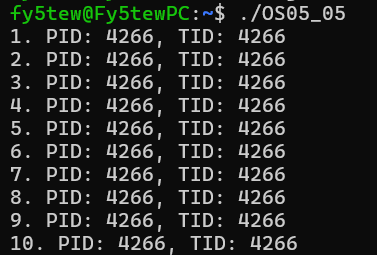 fy5tew@Fy5tewPC:~$ ./OS05_05
1. PID: 4266, TID: 4266
2. PID: 4266, TID: 4266
3. PID: 4266, TID: 4266
4. PID: 4266, TID: 4266
5. PID: 4266, TID: 4266
6. PID: 4266, TID: 4266
7. PID: 4266, TID: 4266
8. PID: 4266, TID: 4266
9. PID: 4266, TID: 4266
10. PID: 4266, TID: 4266